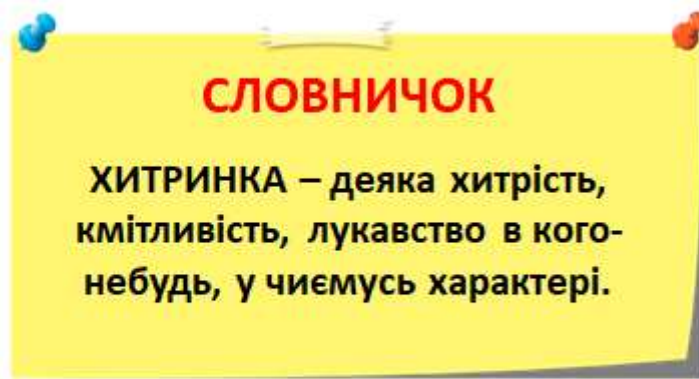 СЛОВНИЧОК
ХИТРИНКА – деяка хитрість,
кмітливість, лукавство в кого-
небудь, у чиємусь характері.